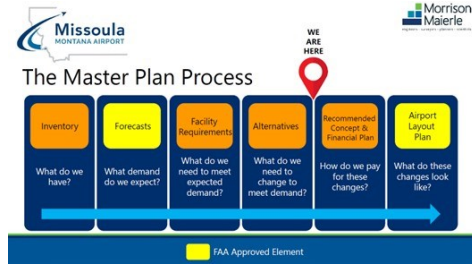 Missoula
MONTANA AIRPORT
Morrison
Maierle
WE
ARE
HERE
The Master Plan Process
Inventory
What do we
have?
Forecasts
What demand
do we expect?
Facility
Requirements
What do we
need to meet
expected
demand?
Alternatives
What do we
need to
change to
meet demand?
Recommended
Concept &
Financial Plan
How do we pay
for these
changes?
Airport
Layout
Plan
What do these
changes look
like?
FAA Approved Element